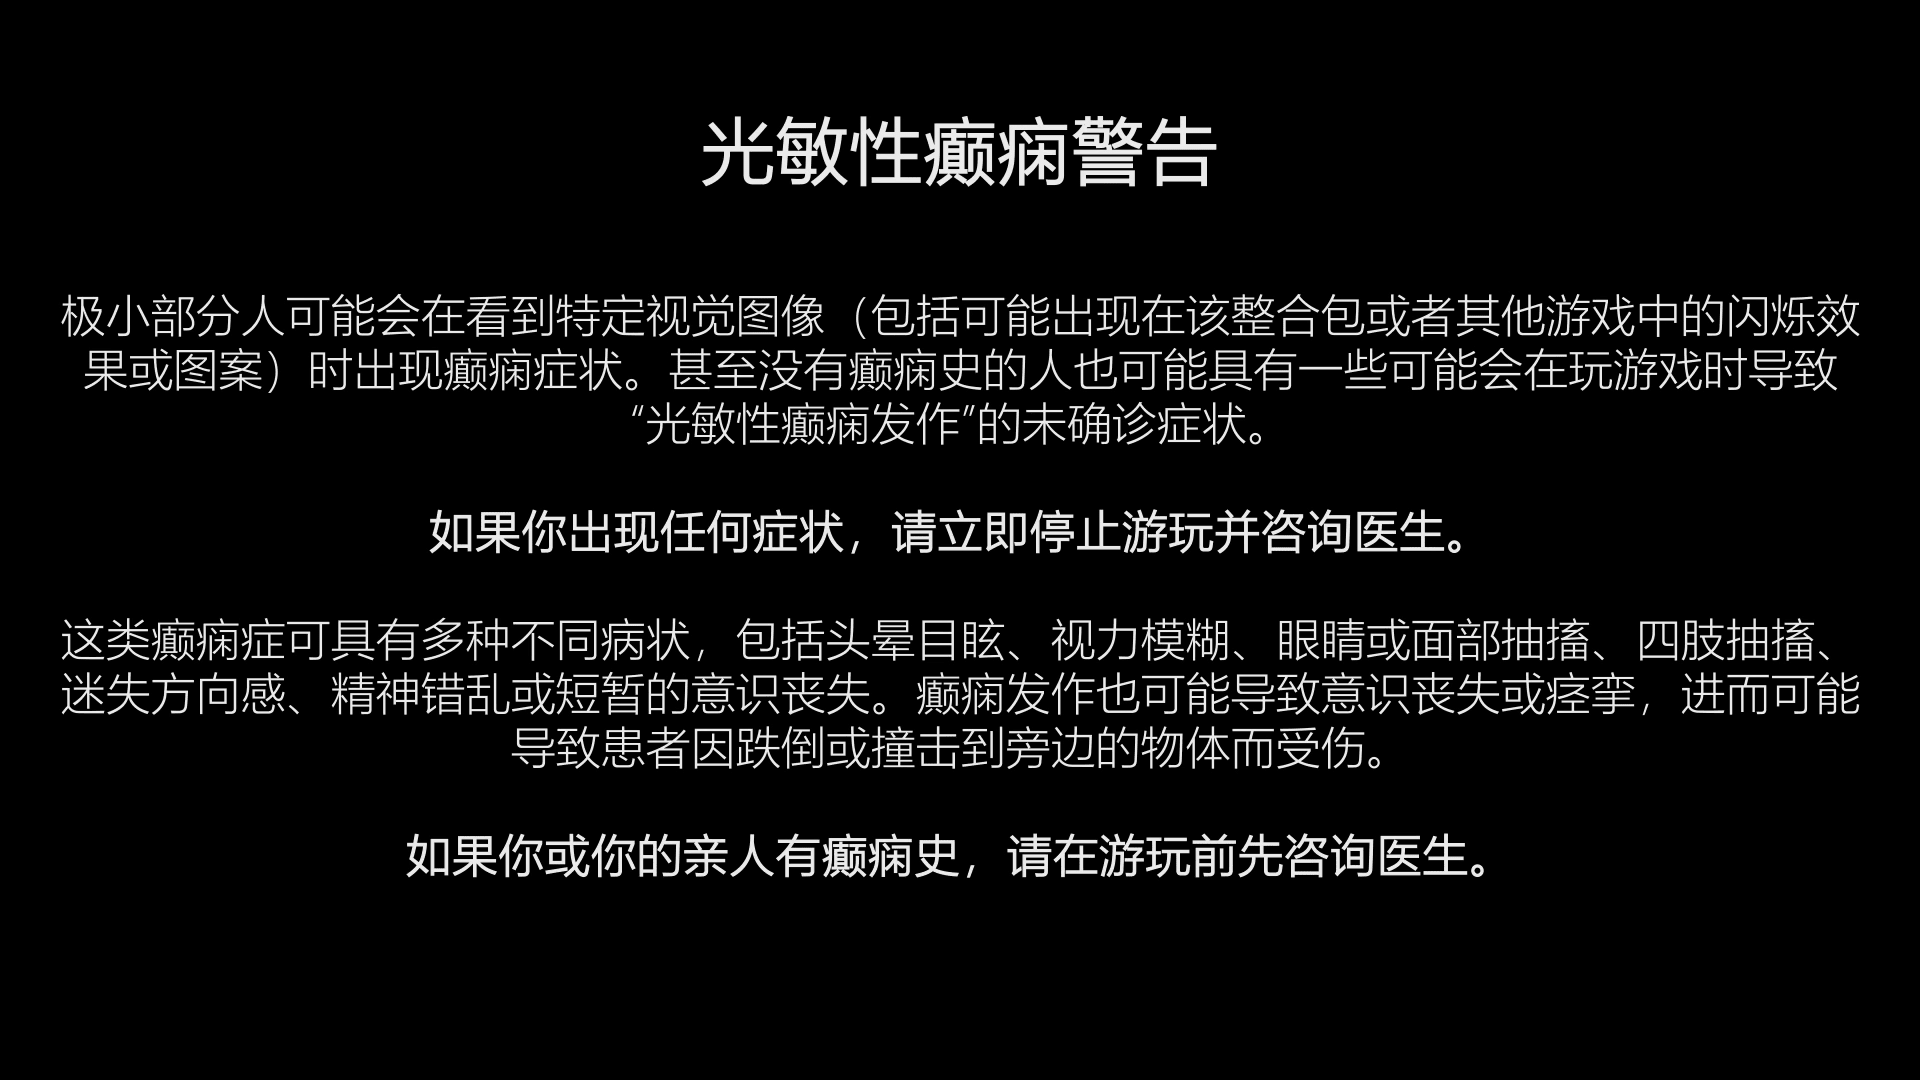 光敏性癫痫警告
极小部分人可能会在看到特定视觉图像（包括可能出现在该整合包或者其他游戏中的闪烁效
果或图案）时出现癫痫症状。甚至没有癫痫史的人也可能具有一些可能会在玩游戏时导致
“光敏性癫痫发作”的未确诊症状。
如果你出现任何症状，请立即停止游玩并咨询医生。
这类癫痫症可具有多种不同病状，包括头晕目眩、视力模糊、眼睛或面部抽搐、四肢抽搐、
迷失方向感、精神错乱或短暂的意识丧失。癫痫发作也可能导致意识丧失或痉挛，进而可能
导致患者因跌倒或撞击到旁边的物体而受伤。
如果你或你的亲人有癫痫史，请在游玩前先咨询医生。